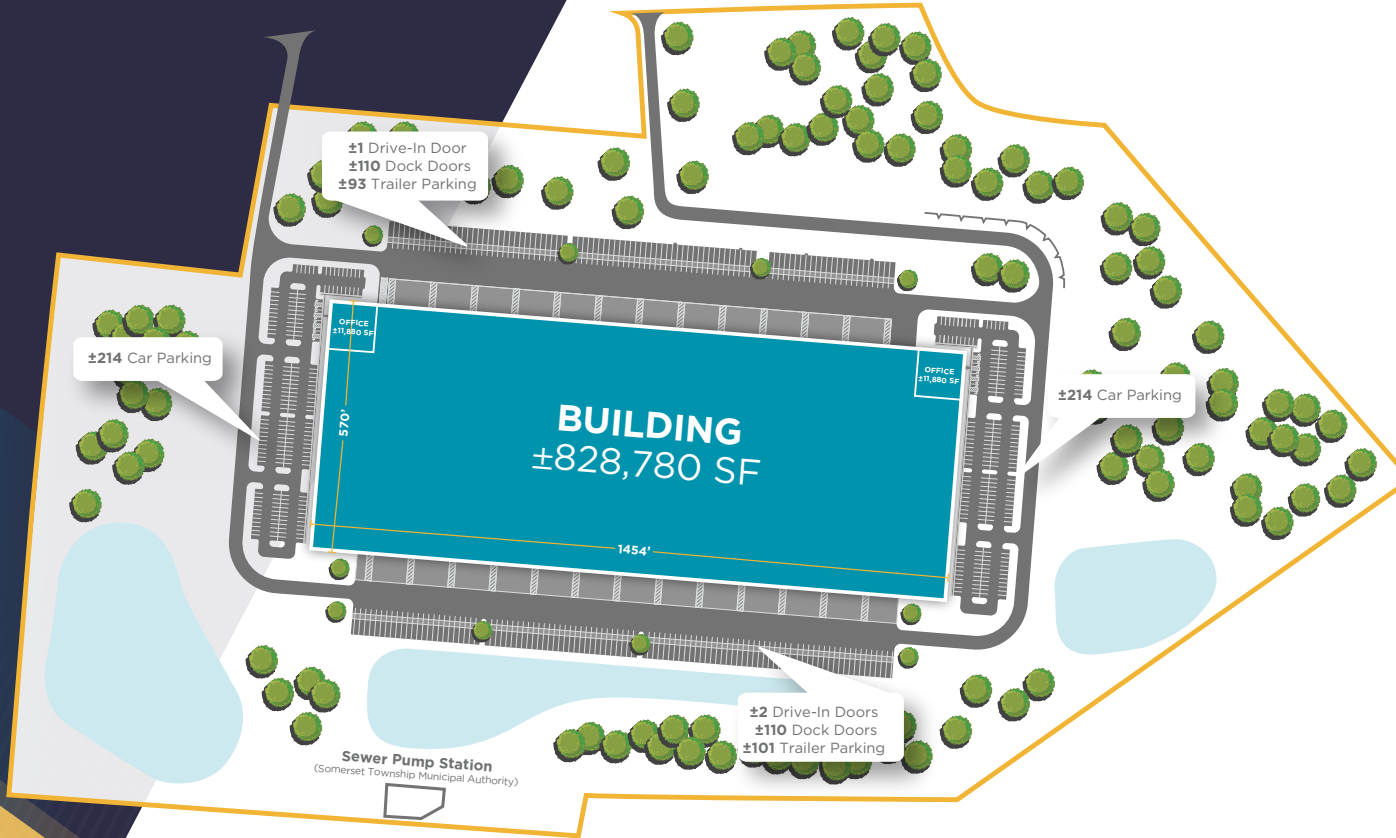 ±1 Drive-In Door
±110 Dock Doors
±93 Trailer Parking
OFFICE
±11,880 SF
±214 Car Parking
570'
BUILDING
±828,780 SF
OFFICE
±11,880 SF
±214 Car Parking
1454'
±2 Drive-In Doors
±110 Dock Doors
±101 Trailer Parking
Sewer Pump Station
(Somerset Township Municipal Authority)